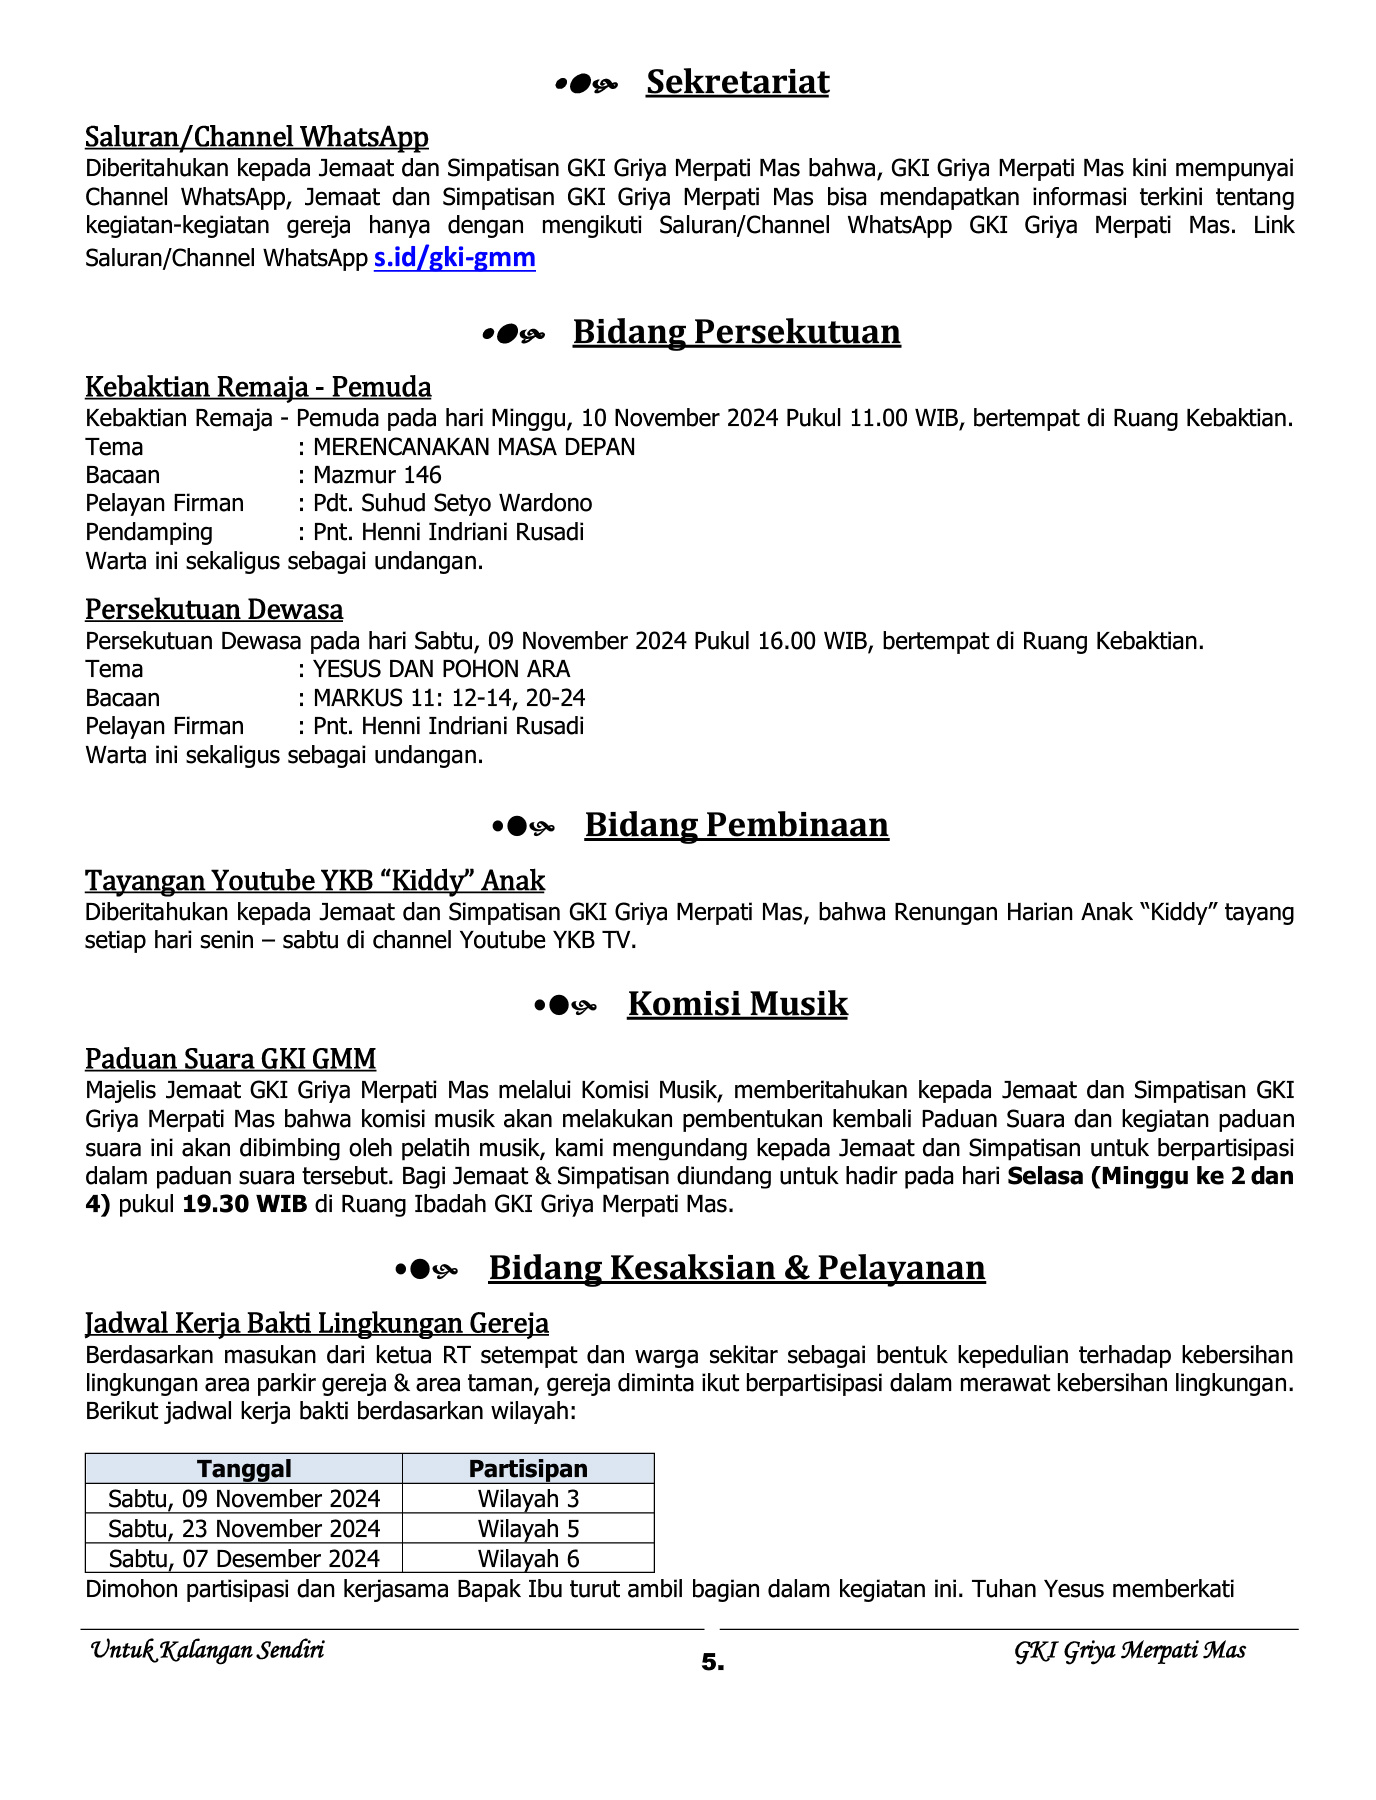 Sekretariat
Saluran/Channel WhatsApp
Diberitahukan kepada Jemaat dan Simpatisan GKI Griya Merpati Mas bahwa, GKI Griya Merpati Mas kini mempunyai
Channel WhatsApp, Jemaat dan Simpatisan GKI Griya Merpati Mas bisa mendapatkan informasi terkini tentang
kegiatan-kegiatan gereja hanya dengan mengikuti Saluran/Channel WhatsApp GKI Griya Merpati Mas. Link
Saluran/Channel WhatsApp s.id/gki-gmm
Bidang Persekutuan
Kebaktian Remaja - Pemuda
Kebaktian Remaja - Pemuda pada hari Minggu, 10 November 2024 Pukul 11.00 WIB, bertempat di Ruang Kebaktian.
Tema : MERENCANAKAN MASA DEPAN
Bacaan : Mazmur 146
Pelayan Firman : Pdt. Suhud Setyo Wardono
Pendamping : Pnt. Henni Indriani Rusadi
Warta ini sekaligus sebagai undangan.
Persekutuan Dewasa
Persekutuan Dewasa pada hari Sabtu, 09 November 2024 Pukul 16.00 WIB, bertempat di Ruang Kebaktian.
Tema : YESUS DAN POHON ARA
Bacaan : MARKUS 11: 12-14, 20-24
Pelayan Firman : Pnt. Henni Indriani Rusadi
Warta ini sekaligus sebagai undangan.
Bidang Pembinaan
Tayangan Youtube YKB “Kiddy” Anak
Diberitahukan kepada Jemaat dan Simpatisan GKI Griya Merpati Mas, bahwa Renungan Harian Anak “Kiddy” tayang
setiap hari senin – sabtu di channel Youtube YKB TV.
Komisi Musik
Paduan Suara GKI GMM
Majelis Jemaat GKI Griya Merpati Mas melalui Komisi Musik, memberitahukan kepada Jemaat dan Simpatisan GKI
Griya Merpati Mas bahwa komisi musik akan melakukan pembentukan kembali Paduan Suara dan kegiatan paduan
suara ini akan dibimbing oleh pelatih musik, kami mengundang kepada Jemaat dan Simpatisan untuk berpartisipasi
dalam paduan suara tersebut. Bagi Jemaat & Simpatisan diundang untuk hadir pada hari Selasa (Minggu ke 2 dan
4) pukul 19.30 WIB di Ruang Ibadah GKI Griya Merpati Mas.
Bidang Kesaksian & Pelayanan
Jadwal Kerja Bakti Lingkungan Gereja
Berdasarkan masukan dari ketua RT setempat dan warga sekitar sebagai bentuk kepedulian terhadap kebersihan
lingkungan area parkir gereja & area taman, gereja diminta ikut berpartisipasi dalam merawat kebersihan lingkungan.
Berikut jadwal kerja bakti berdasarkan wilayah:
Tanggal Partisipan
Sabtu, 09 November 2024 Wilayah 3
Sabtu, 23 November 2024 Wilayah 5
Sabtu, 07 Desember 2024 Wilayah 6
Dimohon partisipasi dan kerjasama Bapak Ibu turut ambil bagian dalam kegiatan ini. Tuhan Yesus memberkati
Untuk Kalangan Sendiri
5.
GKI Griya Merpati Mas